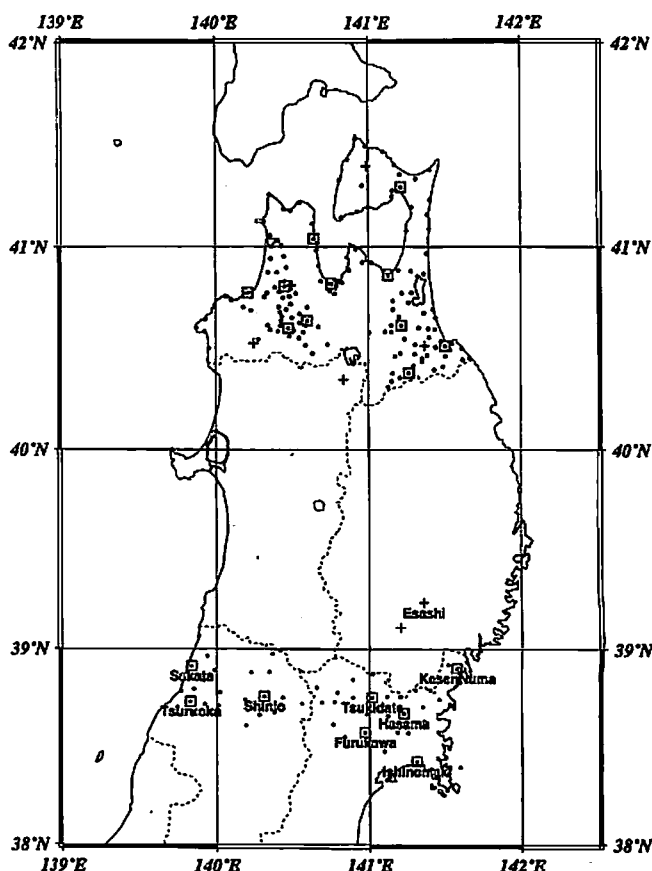 139°E 140°E 141°E 142°E
42°N 42°N
41°N 41°N
40°N 40°N
Esashi
39°N 39°N
Sakata
Kesennuma
Tsuruoka Shinjo Tsukidate
Hasama
Furukawa
Ishinomaki
38°N 38°N
139°E 140°E 141°E 142°E